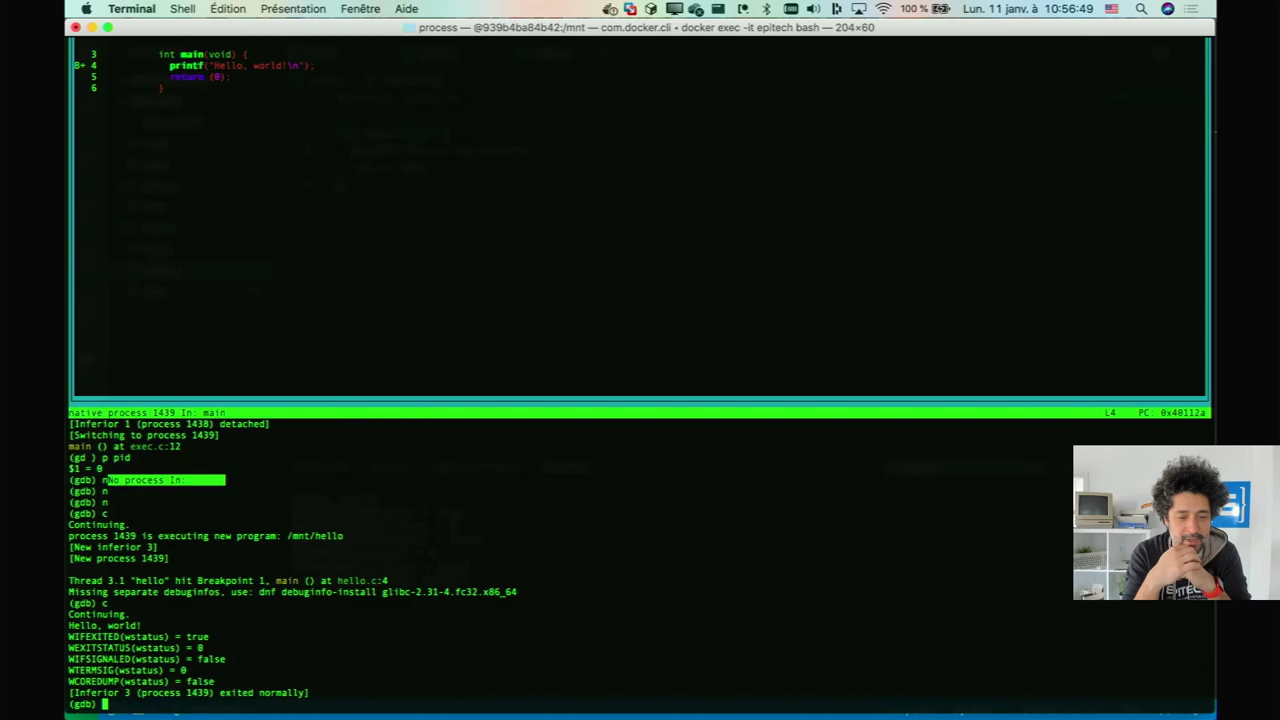 Terminal Shell Édition Présentation Fenêtre Aide 100 % Lun. 11 janv. à 10:56:49
process — @939b4ba84b42:/mnt — com.docker.cli ◂ docker exec -it epitech bash — 204×60
3 int main(void) {
B+ 4 printf("Hello, world!\n");
5 return (0);
6 }
native process 1439 In: main L4 PC: 0x40112a
[Inferior 1 (process 1438) detached]
[Switching to process 1439]
main () at exec.c:12
(gd ) p pid
$1 = 0
(gdb) nNo process In:
(gdb) n
(gdb) n
(gdb) c
Continuing.
process 1439 is executing new program: /mnt/hello
[New inferior 3]
[New process 1439]
Thread 3.1 "hello" hit Breakpoint 1, main () at hello.c:4
Missing separate debuginfos, use: dnf debuginfo-install glibc-2.31-4.fc32.x86_64
(gdb) c
Continuing.
Hello, world!
WIFEXITED(wstatus) = true
WEXITSTATUS(wstatus) = 0
WIFSIGNALED(wstatus) = false
WTERMSIG(wstatus) = 0
WCOREDUMP(wstatus) = false
[Inferior 3 (process 1439) exited normally]
(gdb)